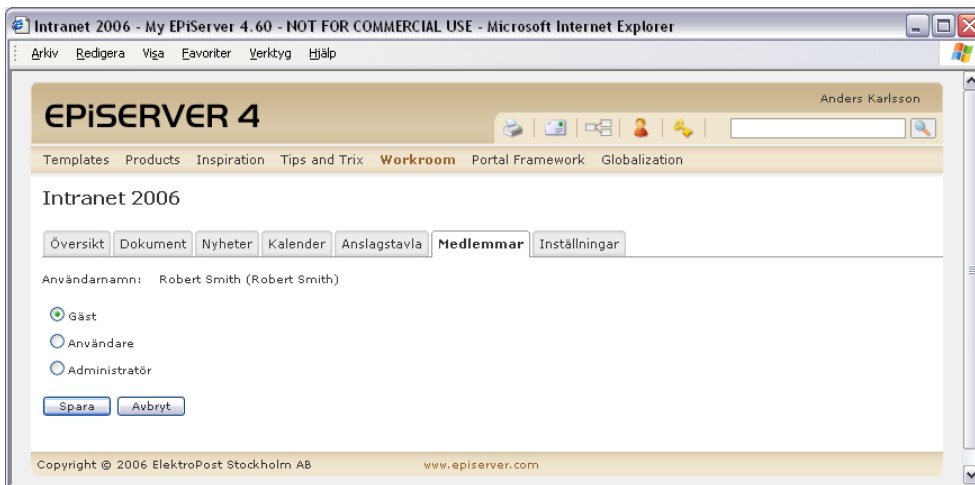 Intranet 2006 - My EPiServer 4.60 - NOT FOR COMMERCIAL USE - Microsoft Internet Explorer
Arkiv Redigera Visa Favoriter Verktyg Hjälp
Anders Karlsson
EPiSERVER 4
Templates Products Inspiration Tips and Trix Workroom Portal Framework Globalization
Intranet 2006
Översikt Dokument Nyheter Kalender Anslagstavla Medlemmar Inställningar
Användarnamn: Robert Smith (Robert Smith)
Gäst
Användare
Administratör
Spara Avbryt
Copyright © 2006 ElektroPost Stockholm AB www.episerver.com